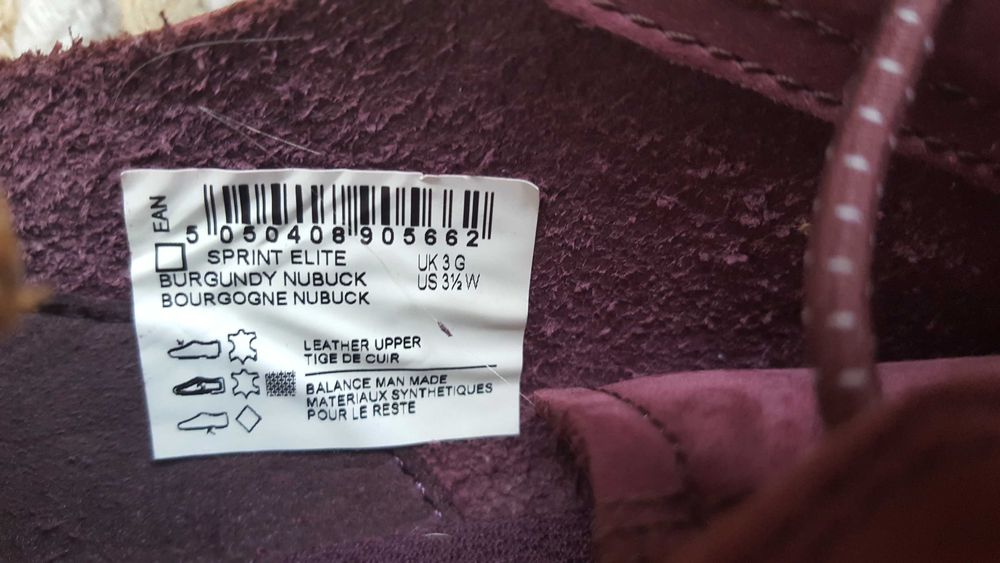 EAN
5 050408 905662
SPRINT ELITE UK 3 G
BURGUNDY NUBUCK US 3½ W
BOURGOGNE NUBUCK
LEATHER UPPER
TIGE DE CUIR
BALANCE MAN MADE
MATERIAUX SYNTHETIQUES
POUR LE RESTE